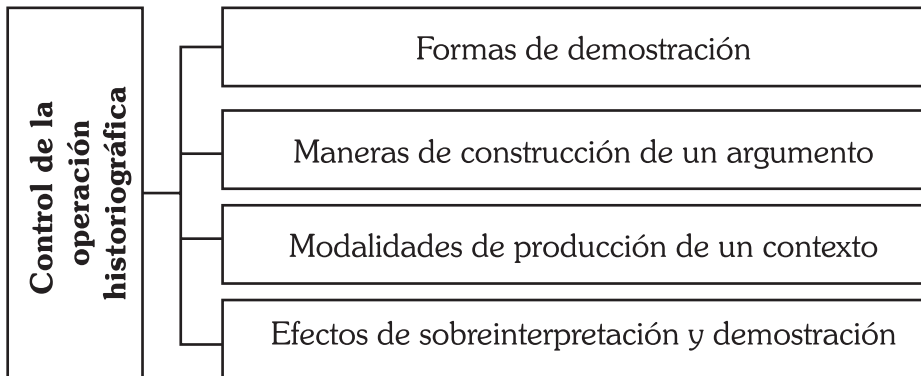 Control de la
operación
historiográfica
Formas de demostración
Maneras de construcción de un argumento
Modalidades de producción de un contexto
Efectos de sobreinterpretación y demostración